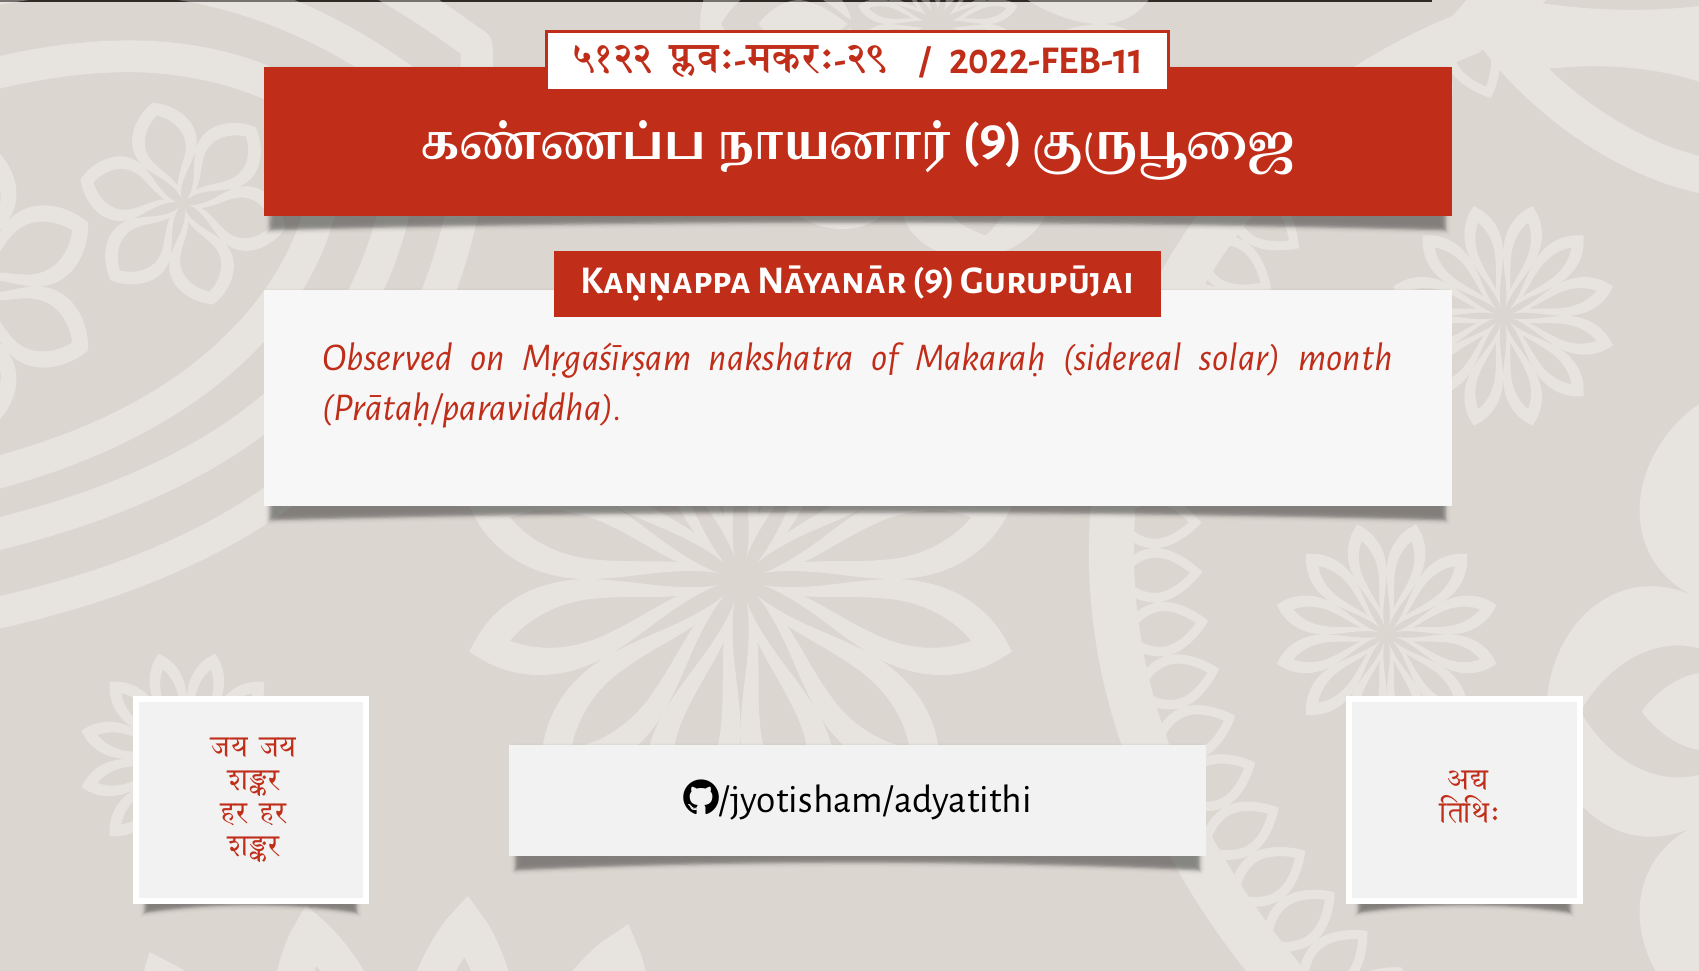 ५१२२ प्लवः-मकरः-२९ / 2022-FEB-11
கண்ணப்ப நாயனார் (9) குருபூஜை
Kaṇṇappa Nāyanār (9) Gurupūjai
Observed on Mṛgaśīrṣam nakshatra of Makaraḥ (sidereal solar) month
(Prātaḥ/paraviddha).
जय जय
शङ्कर
हर हर
शङ्कर
/jyotisham/adyatithi
अद्य
तिथिः